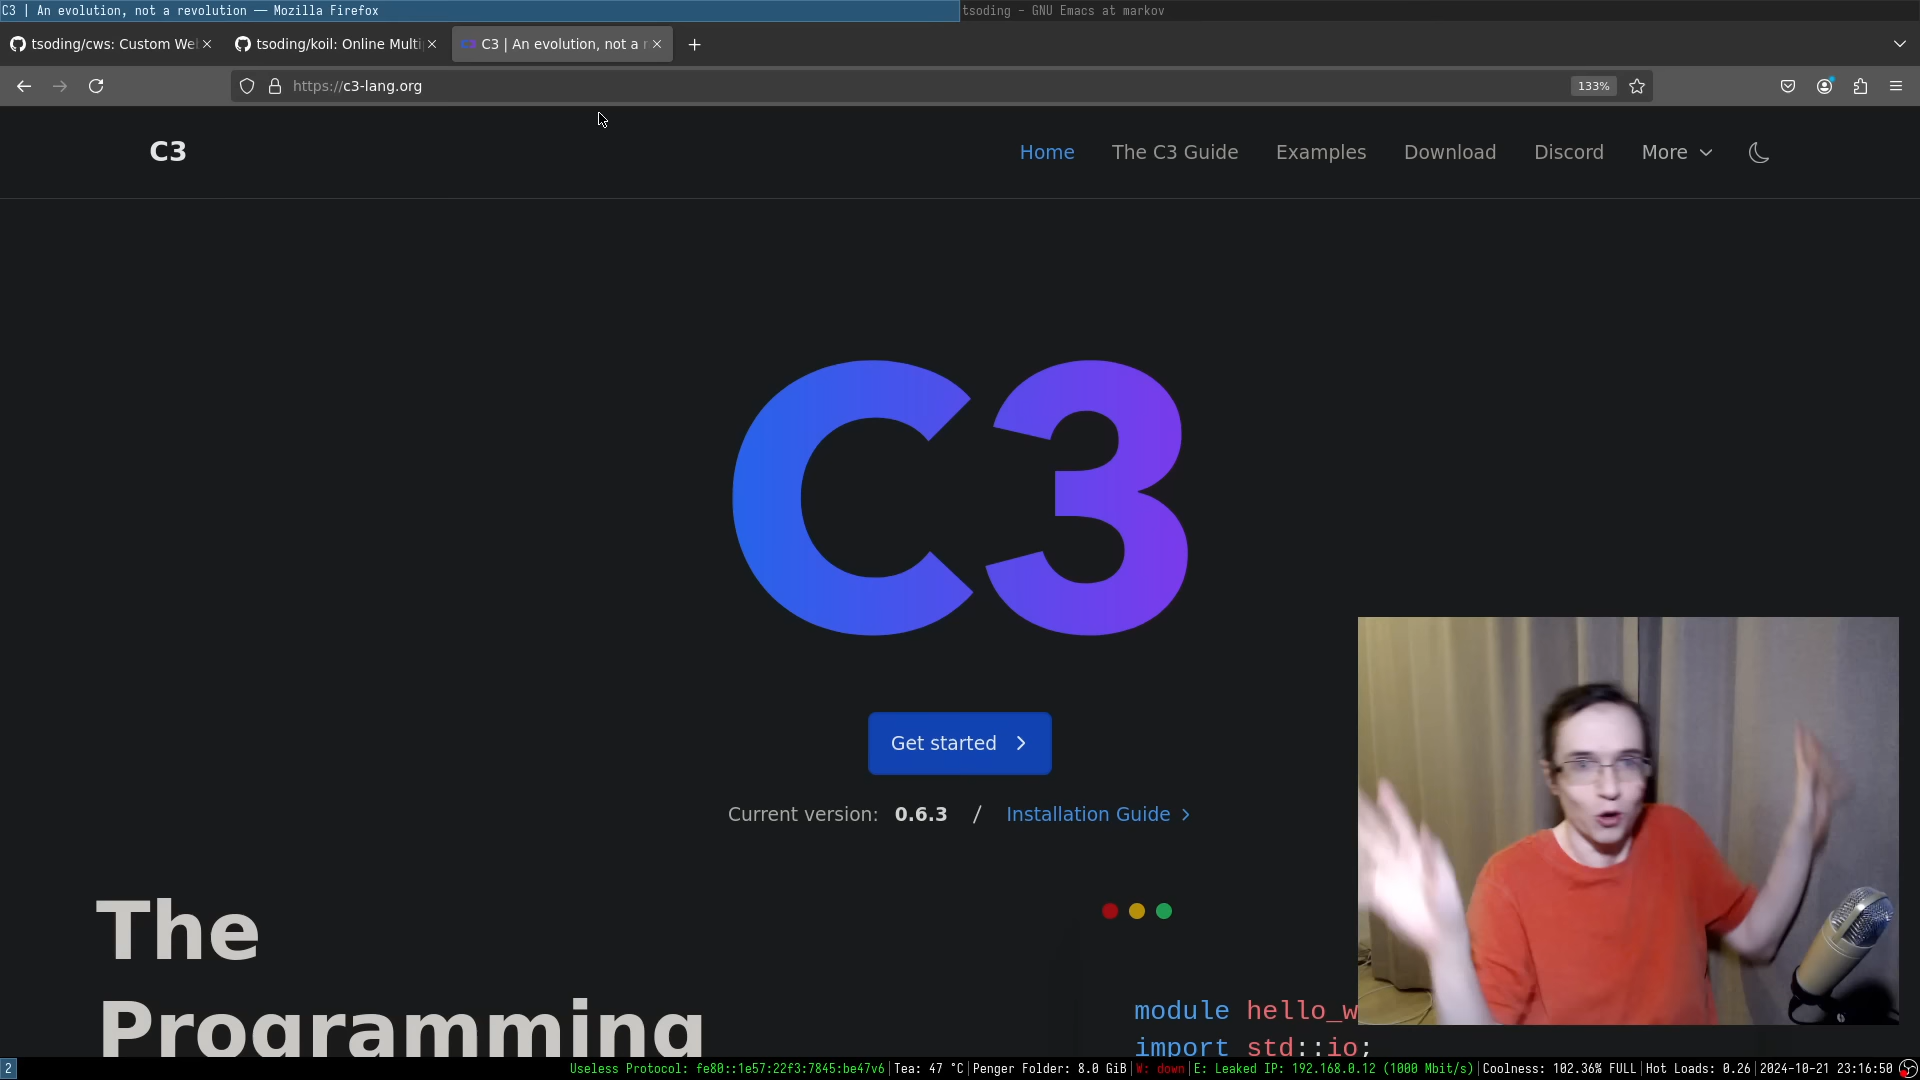 C3 | An evolution, not a revolution — Mozilla Firefox
tsoding - GNU Emacs at markov
tsoding/cws: Custom We
tsoding/koil: Online Multi
C3 | An evolution, not a r
https://c3-lang.org
133%
C3
Home
The C3 Guide
Examples
Download
Discord
More
C3
Get started
Current version: 0.6.3 / Installation Guide
The
Programming
module hello_w
import std::io;
2
Useless Protocol: fe80::1e57:22f3:7845:be47v6|Tea: 47 °C|Penger Folder: 8.0 GiB|W: down|E: Leaked IP: 192.168.0.12 (1000 Mbit/s)|Coolness: 102.36% FULL|Hot Loads: 0.26|2024-10-21 23:16:50